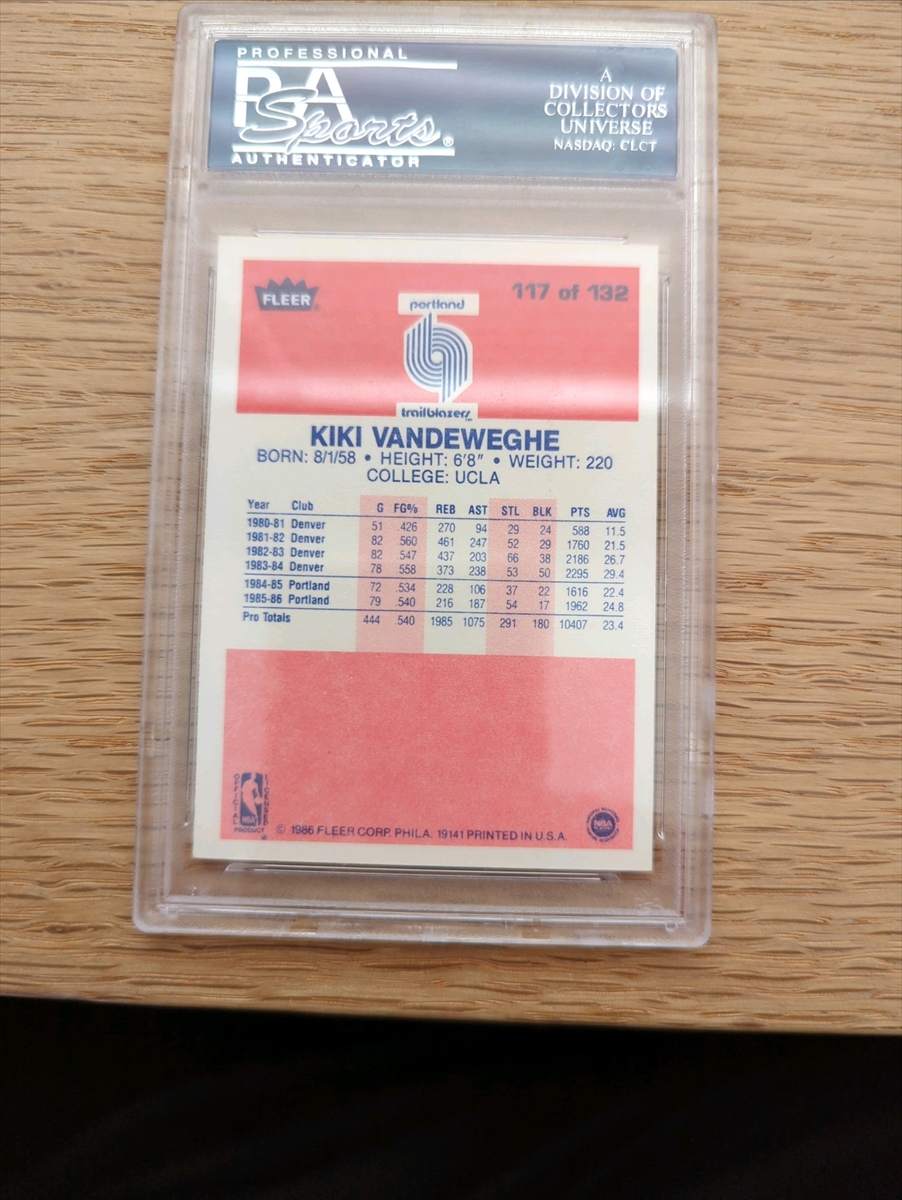 PROFESSIONAL
PSA
Sports®
AUTHENTICATOR
A
DIVISION OF
COLLECTORS
UNIVERSE
NASDAQ: CLCT
FLEER
117 of 132
portland
trailblazers
KIKI VANDEWEGHE
BORN: 8/1/58 • HEIGHT: 6'8" • WEIGHT: 220
COLLEGE: UCLA
Year Club G FG% REB AST STL BLK PTS AVG
1980-81 Denver 51 .426 270 94 29 24 588 11.5
1981-82 Denver 82 .560 461 247 52 29 1760 21.5
1982-83 Denver 82 .547 437 203 66 38 2186 26.7
1983-84 Denver 78 .558 373 238 53 50 2295 29.4
1984-85 Portland 72 .534 228 106 37 22 1616 22.4
1985-86 Portland 79 .540 216 187 54 17 1962 24.8
Pro Totals 444 .540 1985 1075 291 180 10407 23.4
OFFICIAL
LICENSED
NBA
PRODUCT
© 1986 FLEER CORP. PHILA. 19141 PRINTED IN U.S.A.
NBA